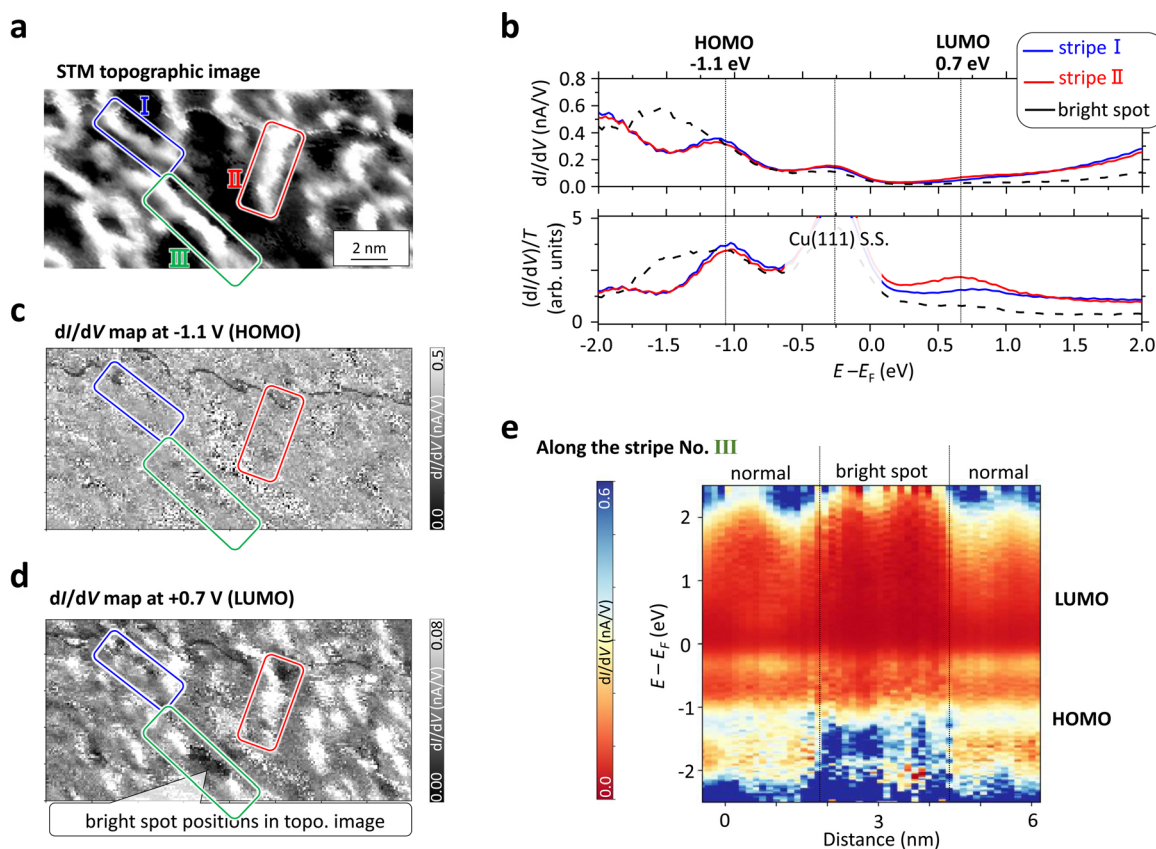 a
STM topographic image
I
II
III
2 nm
b
HOMO
-1.1 eV
LUMO
0.7 eV
stripe I
stripe II
bright spot
dI/dV (nA/V)
0.8
0.6
0.4
0.2
0.0
(dI/dV)/T
(arb. units)
5
0
Cu(111) S.S.
-2.0 -1.5 -1.0 -0.5 0.0 0.5 1.0 1.5 2.0
E – EF (eV)
c
dI/dV map at -1.1 V (HOMO)
0.5
dI/dV (nA/V)
0.0
d
dI/dV map at +0.7 V (LUMO)
0.08
dI/dV (nA/V)
0.00
bright spot positions in topo. image
e
Along the stripe No. III
normal bright spot normal
0.6
dI/dV (nA/V)
0.0
E – EF (eV)
2
1
0
-1
-2
LUMO
HOMO
0 3 6
Distance (nm)